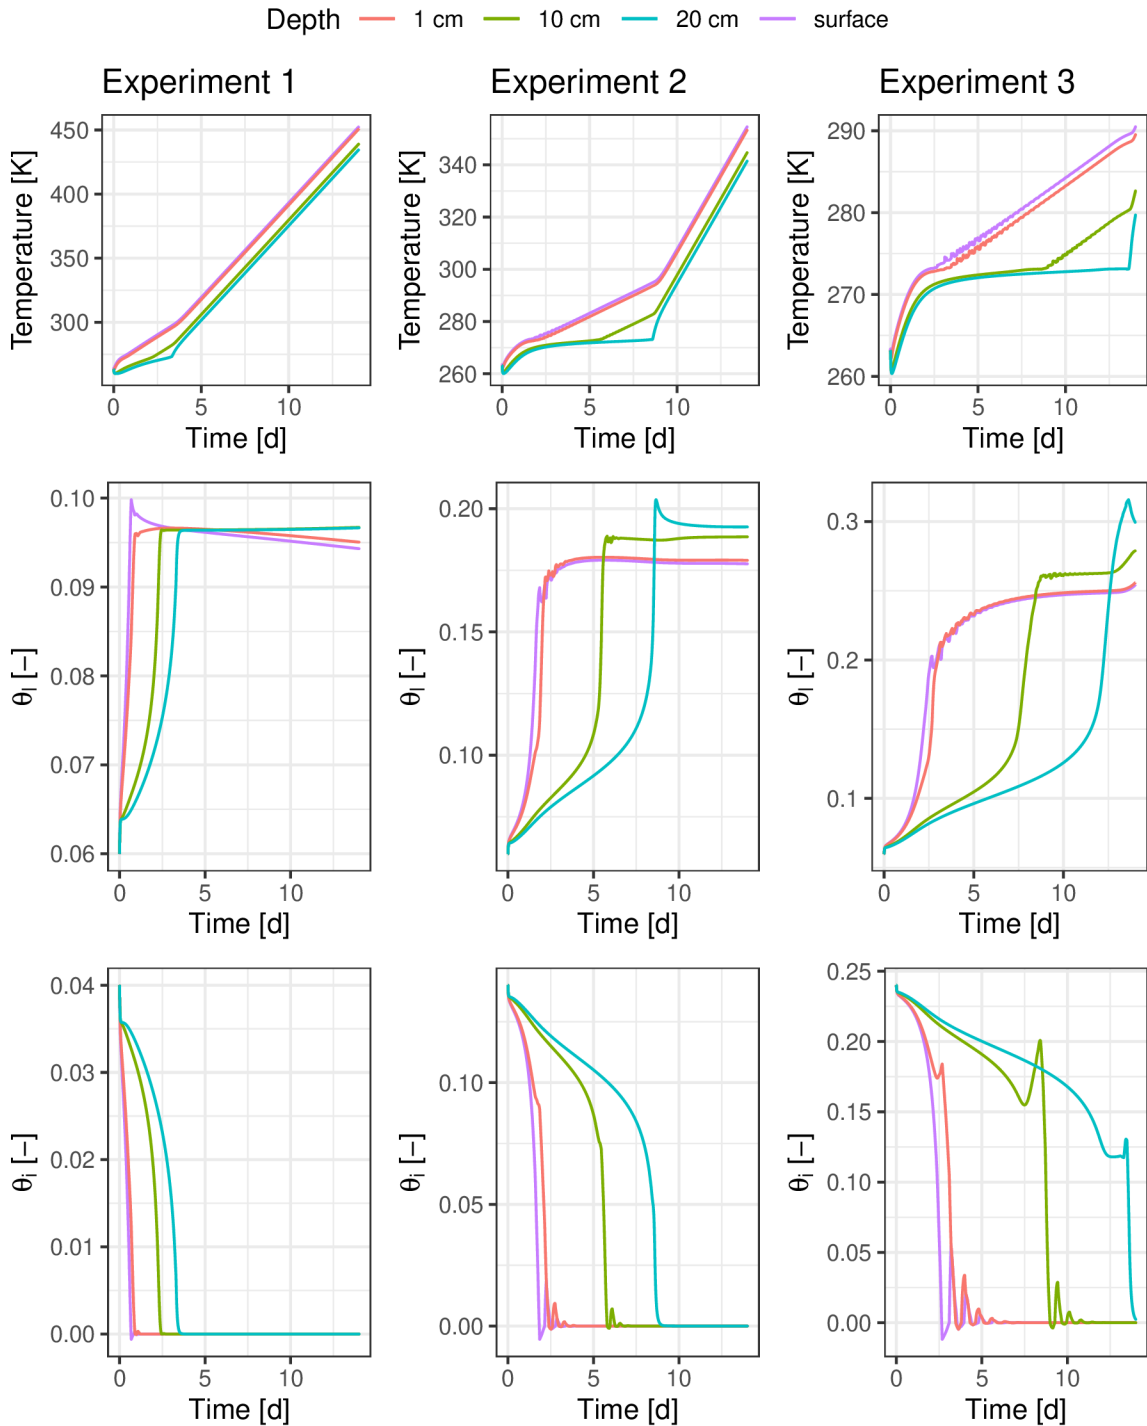 Depth 1 cm 10 cm 20 cm surface
Experiment 1
Temperature [K]
450
400
350
300
0 5 10
Time [d]
Experiment 2
Temperature [K]
340
320
300
280
260
0 5 10
Time [d]
Experiment 3
Temperature [K]
290
280
270
260
0 5 10
Time [d]
θl [−]
0.10
0.09
0.08
0.07
0.06
0 5 10
Time [d]
θl [−]
0.20
0.15
0.10
0 5 10
Time [d]
θl [−]
0.3
0.2
0.1
0 5 10
Time [d]
θi [−]
0.04
0.03
0.02
0.01
0.00
0 5 10
Time [d]
θi [−]
0.10
0.05
0.00
0 5 10
Time [d]
θi [−]
0.25
0.20
0.15
0.10
0.05
0.00
0 5 10
Time [d]